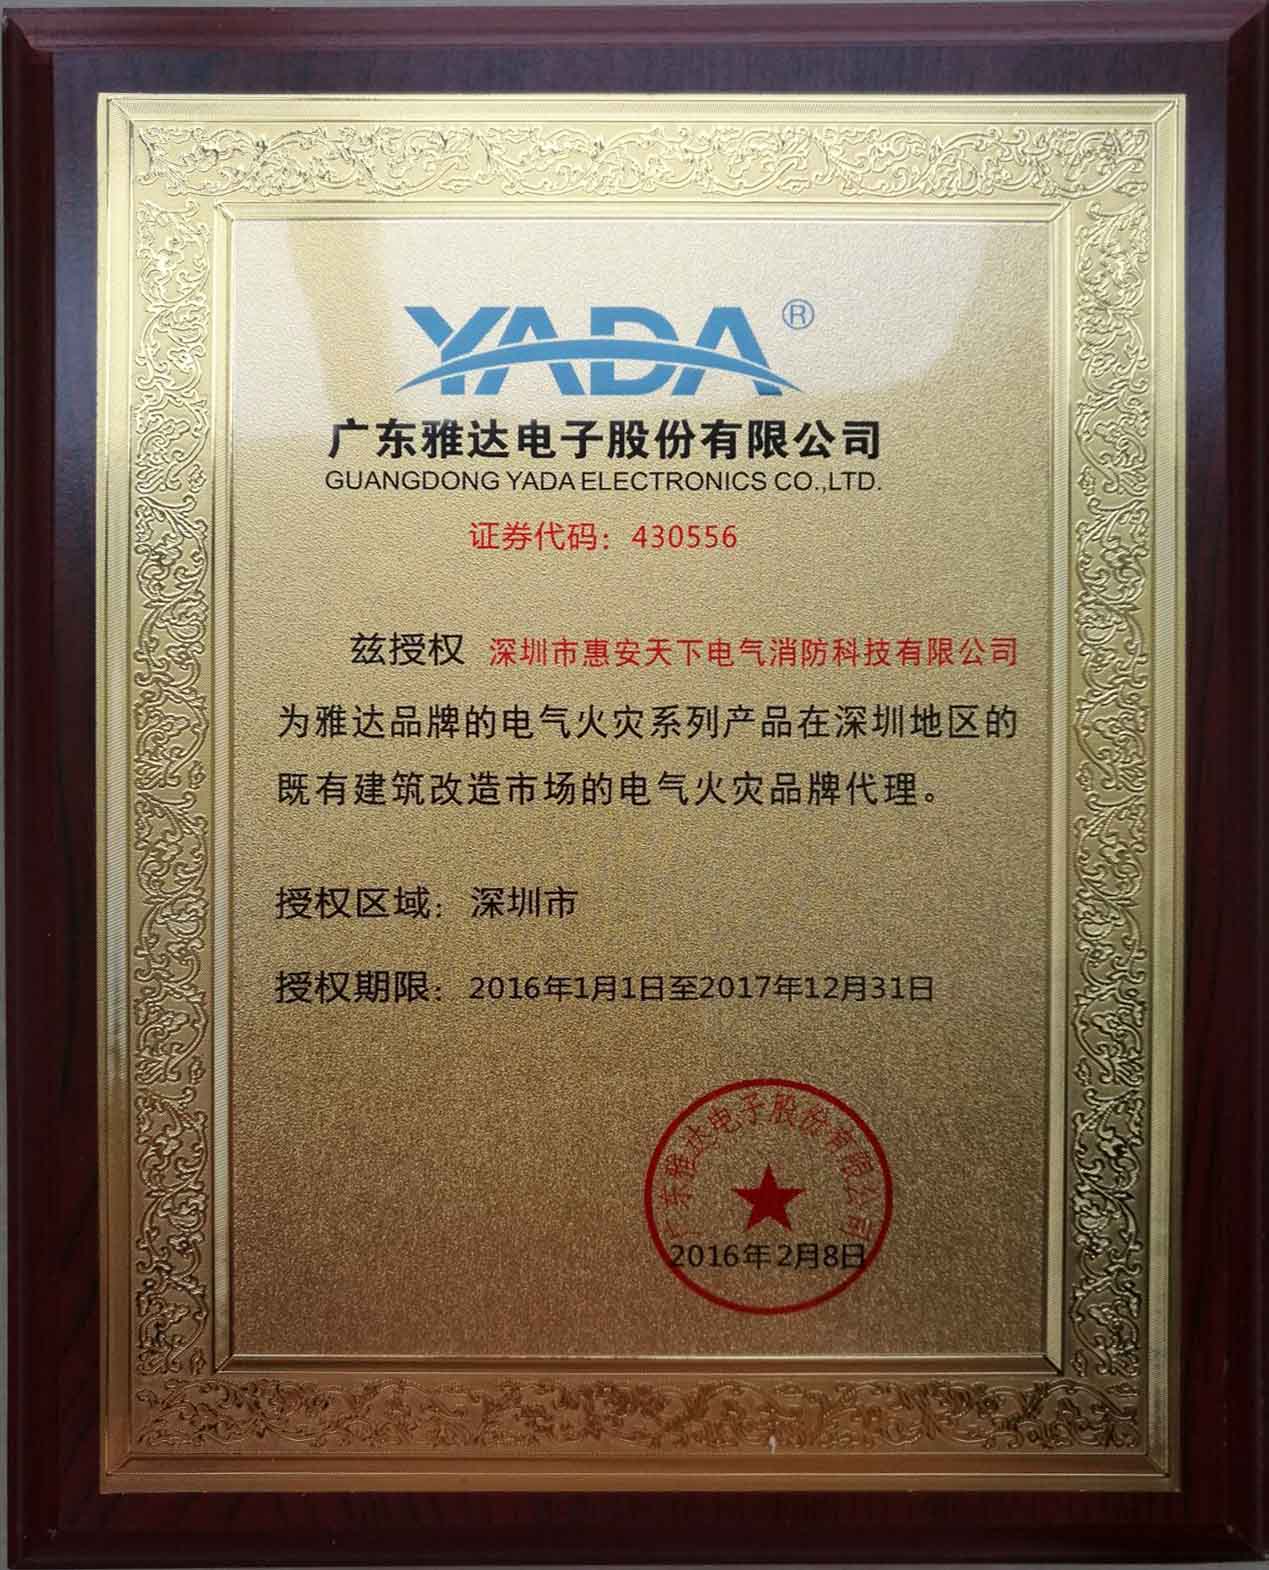 YADA®
广东雅达电子股份有限公司
GUANGDONG YADA ELECTRONICS CO.,LTD.
证券代码：430556
兹授权 深圳市惠安天下电气消防科技有限公司
为雅达品牌的电气火灾系列产品在深圳地区的
既有建筑改造市场的电气火灾品牌代理。
授权区域：深圳市
授权期限：2016年1月1日至2017年12月31日
广东雅达电子股份有限公司
2016年2月8日